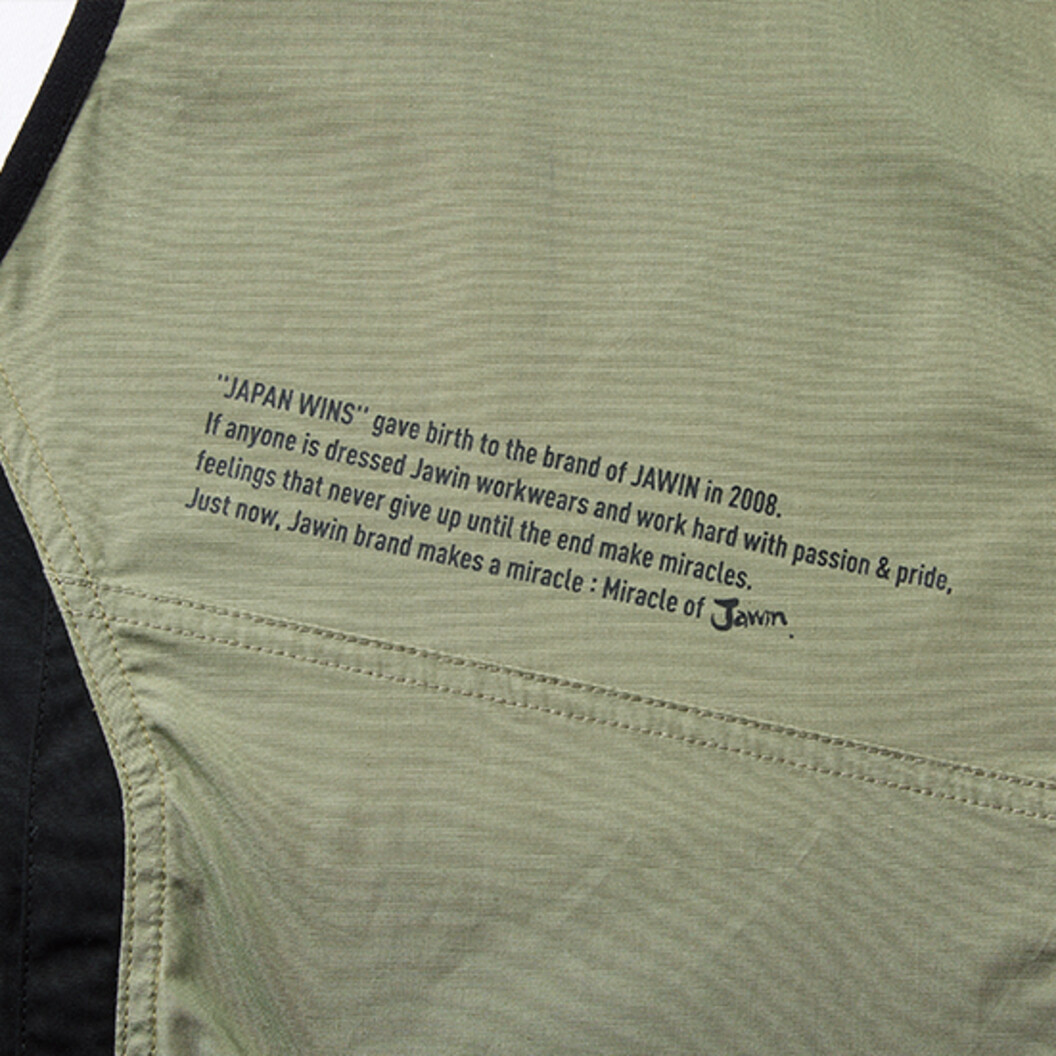 "JAPAN WINS" gave birth to the brand of JAWIN in 2008.
If anyone is dressed Jawin workwears and work hard with passion & pride,
feelings that never give up until the end make miracles.
Just now, Jawin brand makes a miracle : Miracle of Jawin.